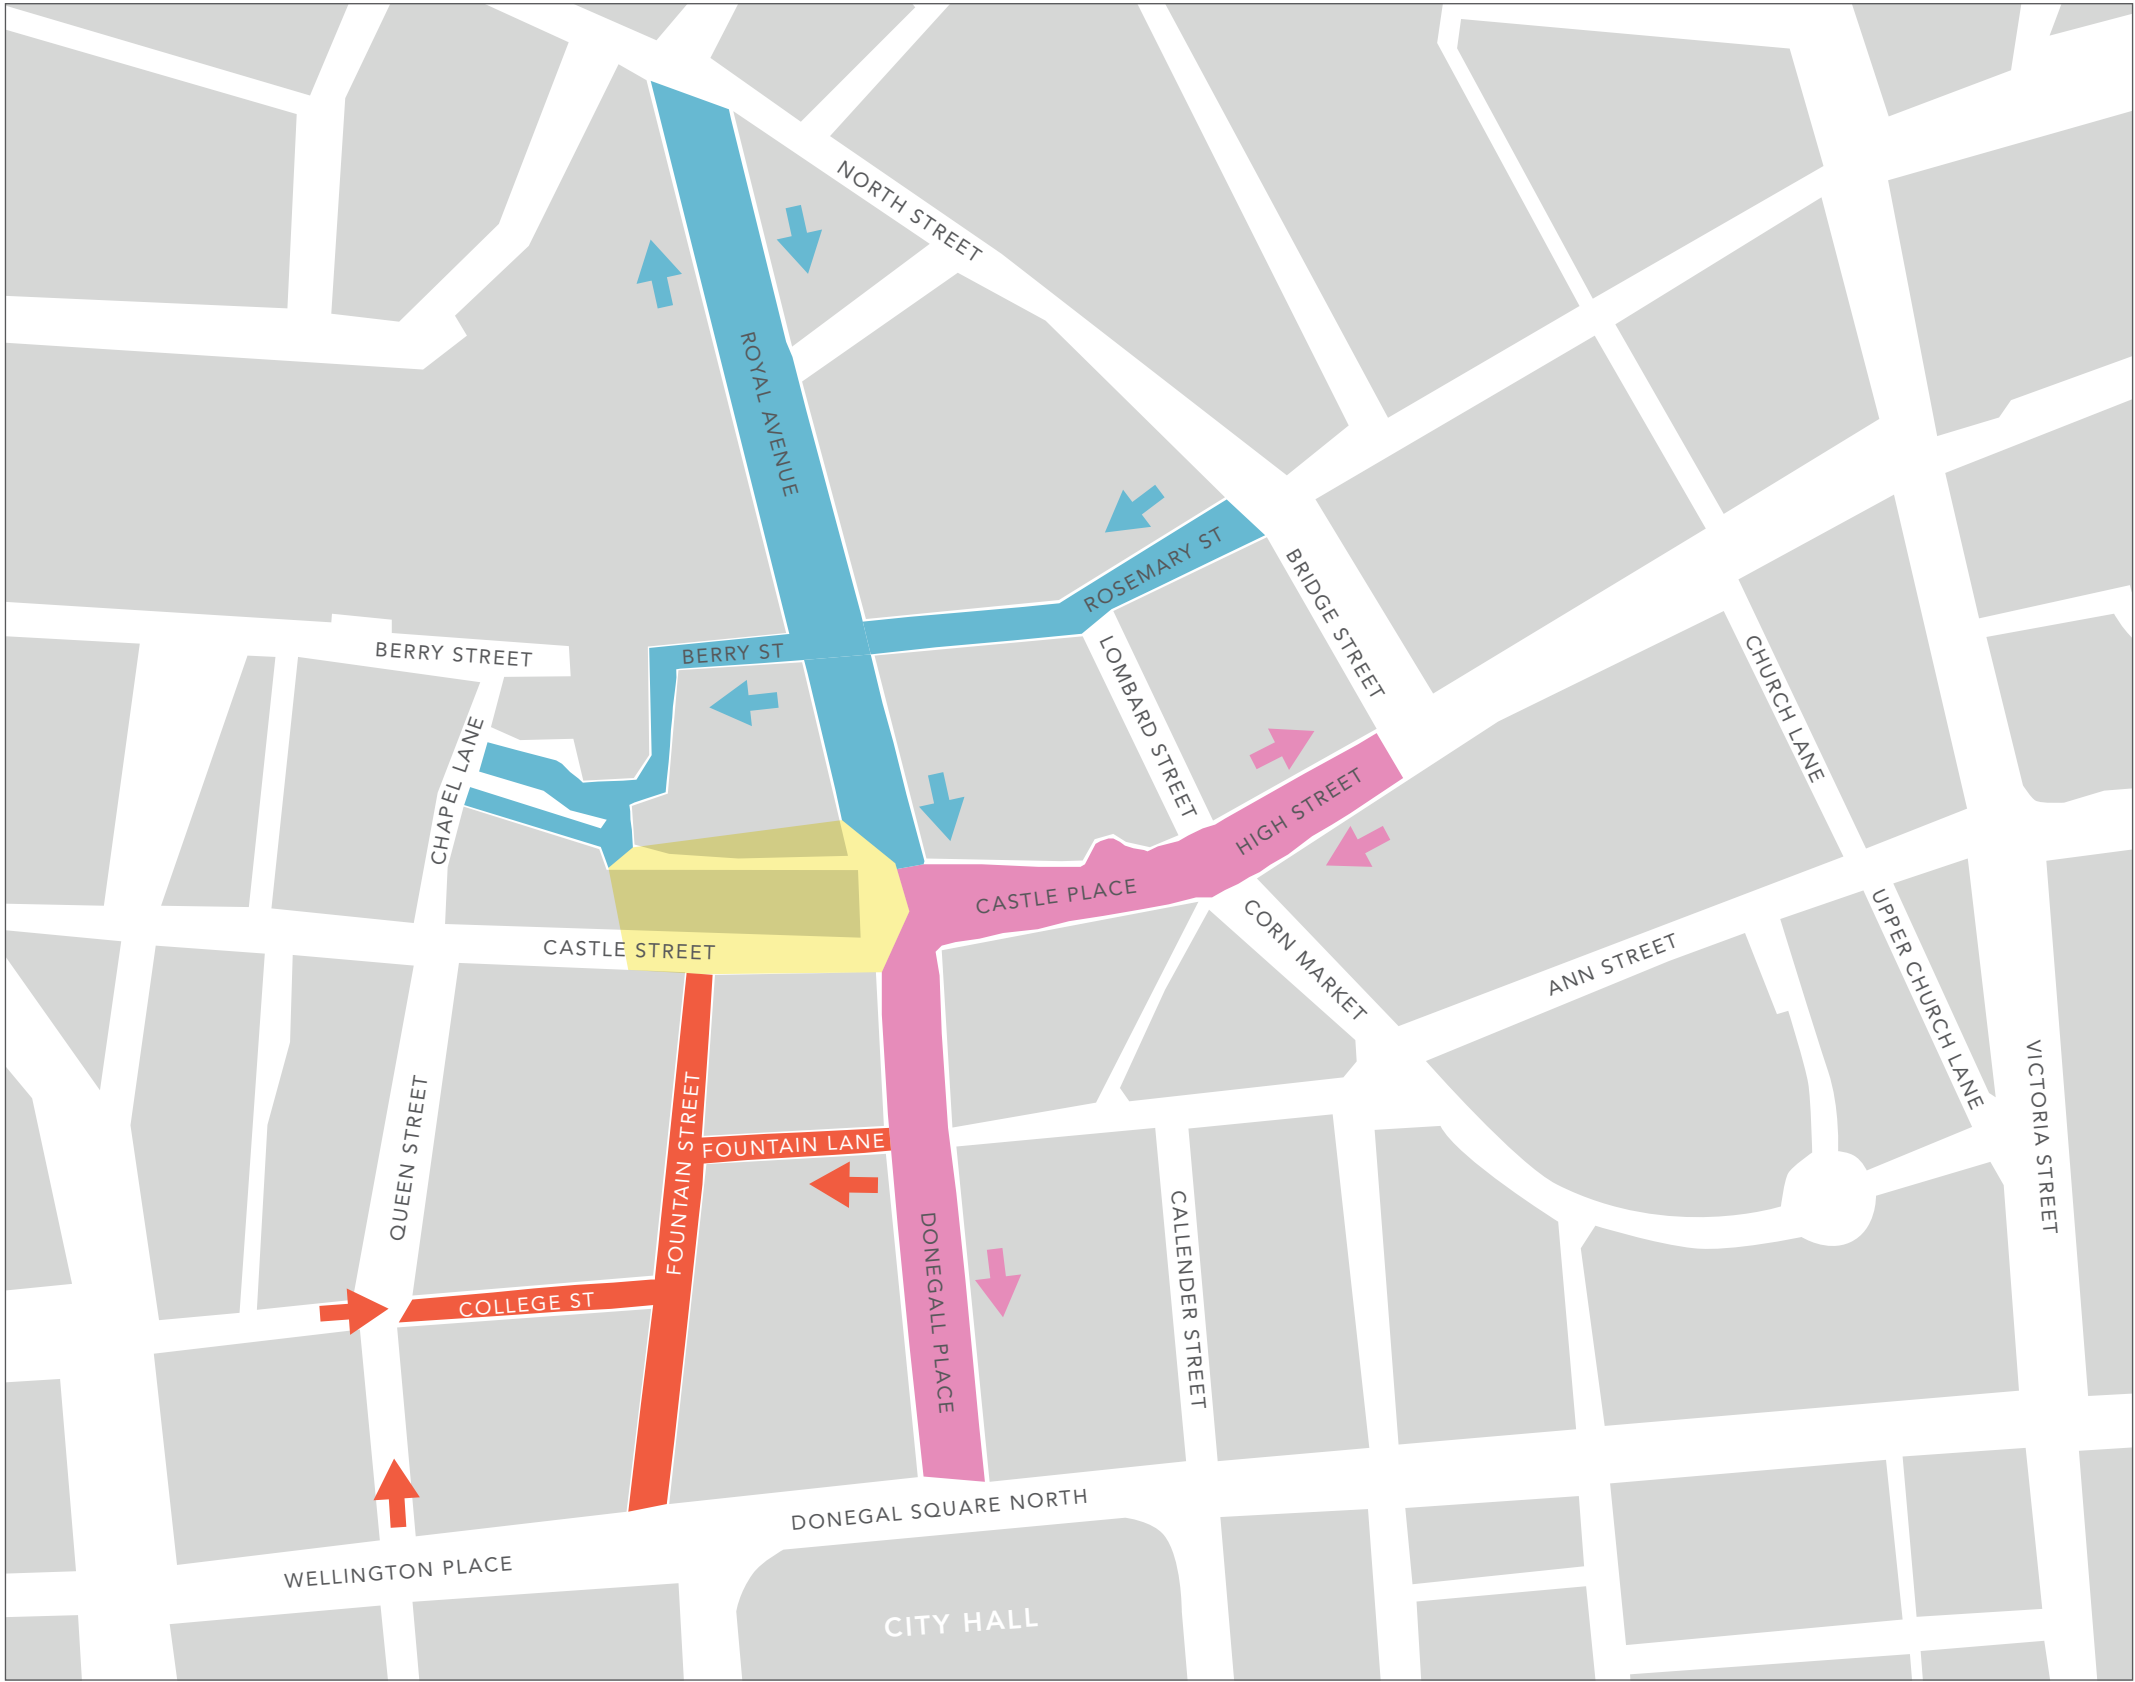 NORTH STREET
ROYAL AVENUE
ROSEMARY ST
BRIDGE STREET
BERRY STREET
BERRY ST
LOMBARD STREET
CHURCH LANE
CHAPEL LANE
HIGH STREET
CASTLE PLACE
CASTLE STREET
CORN MARKET
ANN STREET
UPPER CHURCH LANE
VICTORIA STREET
QUEEN STREET
FOUNTAIN STREET
FOUNTAIN LANE
DONEGALL PLACE
CALLENDER STREET
COLLEGE ST
DONEGAL SQUARE NORTH
WELLINGTON PLACE
CITY HALL